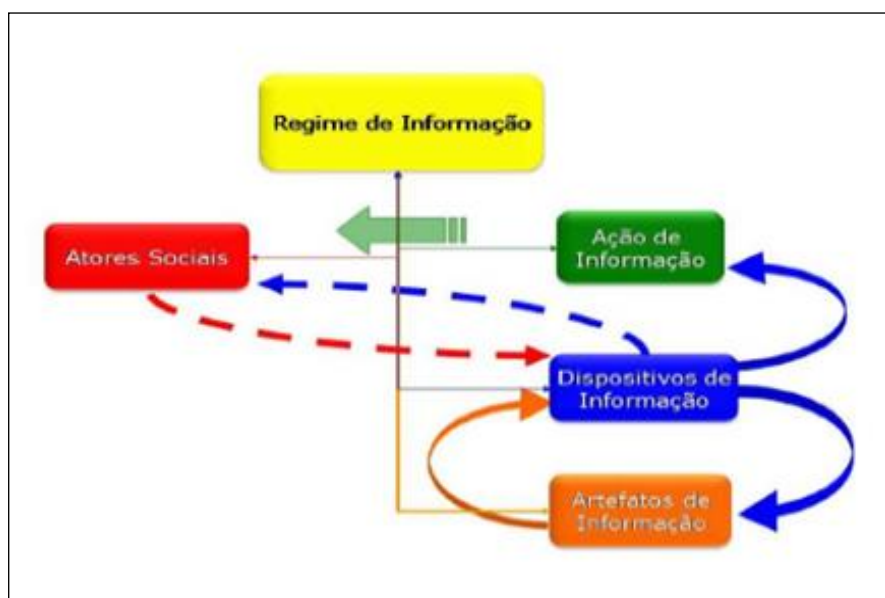 Regime de Informação
Atores Sociais
Ação de
Informação
Dispositivos de
Informação
Artefatos de
Informação